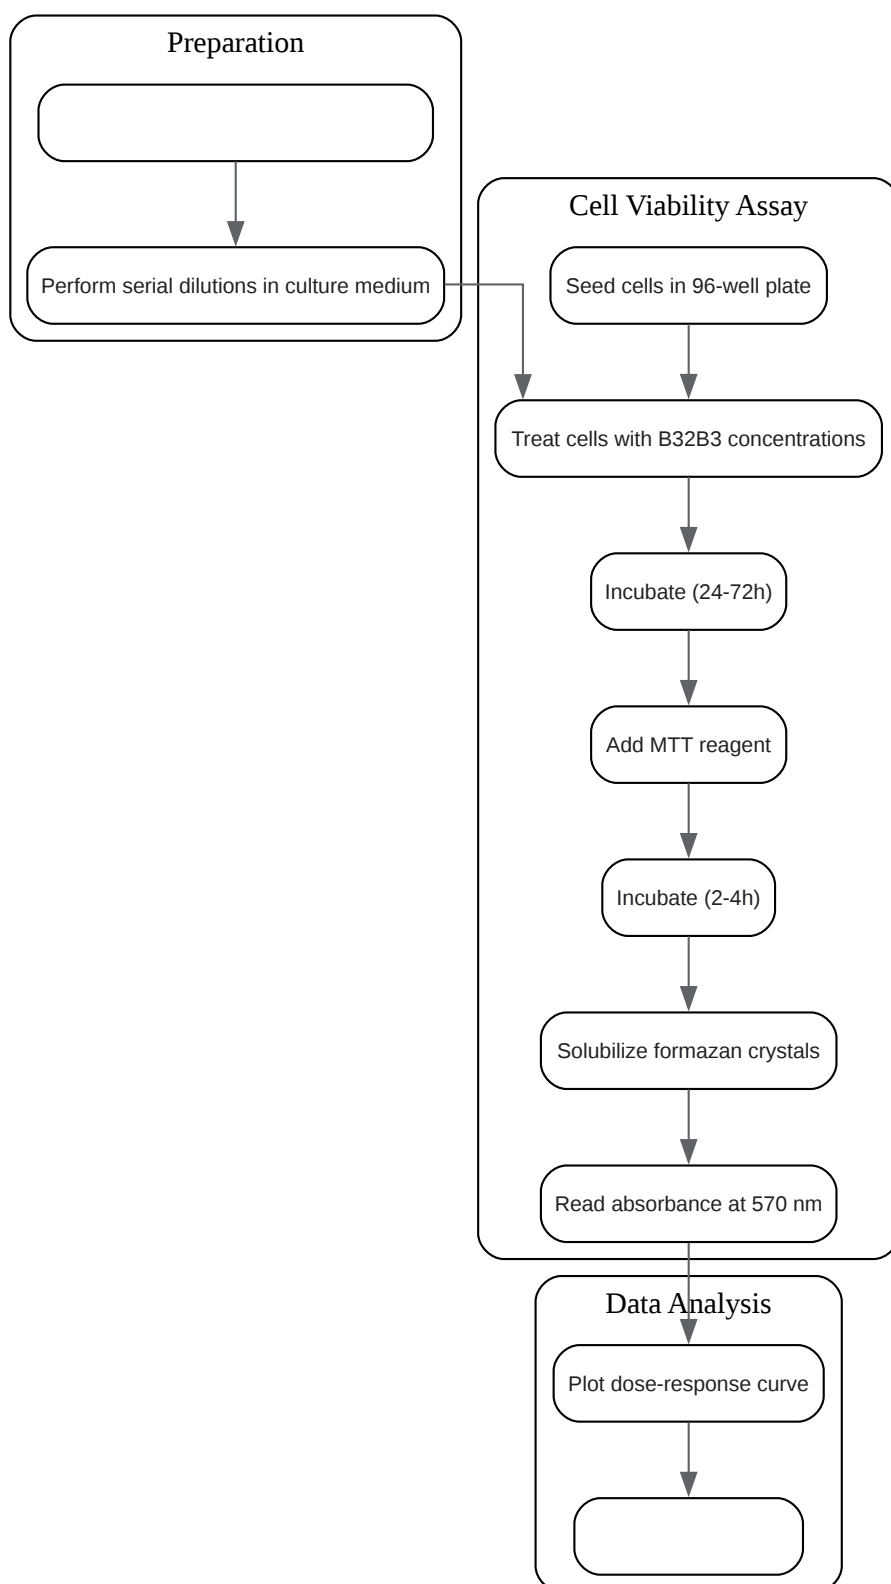 Preparation
Perform serial dilutions in culture medium
Cell Viability Assay
Seed cells in 96-well plate
Treat cells with B32B3 concentrations
Incubate (24-72h)
Add MTT reagent
Incubate (2-4h)
Solubilize formazan crystals
Read absorbance at 570 nm
Data Analysis
Plot dose-response curve